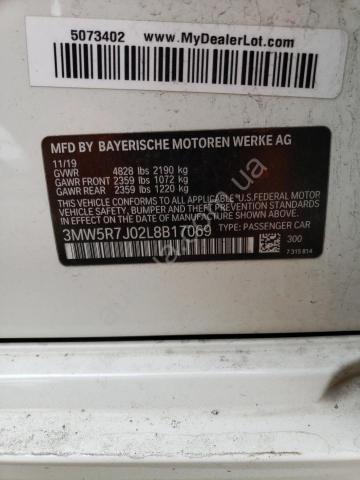 5073402 www.MyDealerLot.com
MFD BY BAYERISCHE MOTOREN WERKE AG
11/19
GVWR 4828 lbs 2190 kg
GAWR FRONT 2359 lbs 1072 kg
GAWR REAR 2359 lbs 1220 kg
THIS VEHICLE CONFORMS TO ALL APPLICABLE U.S. FEDERAL MOTOR
VEHICLE SAFETY, BUMPER, AND THEFT PREVENTION STANDARDS IN
EFFECT ON THE DATE OF MANUFACTURE SHOWN ABOVE.
3MW5R7J02L8B17069 TYPE: PASSENGER CAR
300
7 315 814